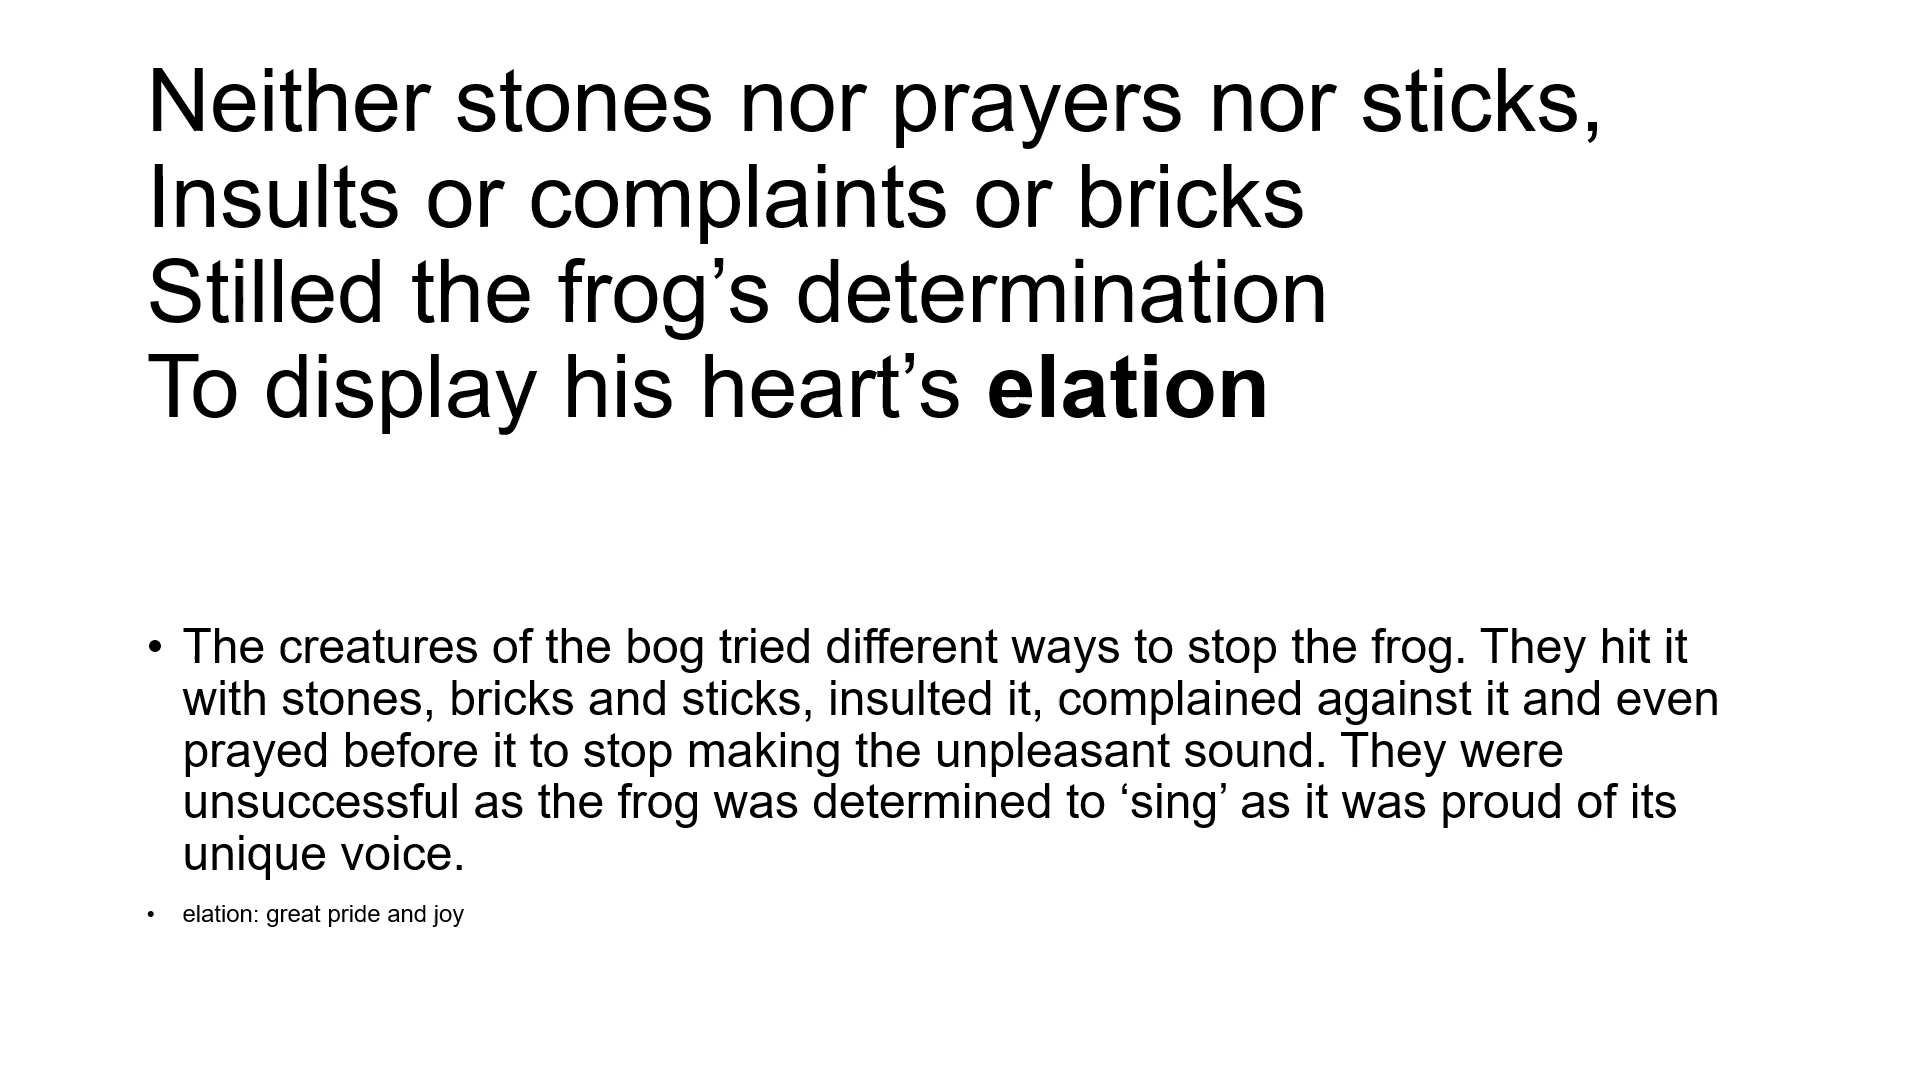 Neither stones nor prayers nor sticks,
Insults or complaints or bricks
Stilled the frog’s determination
To display his heart’s elation
• The creatures of the bog tried different ways to stop the frog. They hit it
with stones, bricks and sticks, insulted it, complained against it and even
prayed before it to stop making the unpleasant sound. They were
unsuccessful as the frog was determined to ‘sing’ as it was proud of its
unique voice.
• elation: great pride and joy